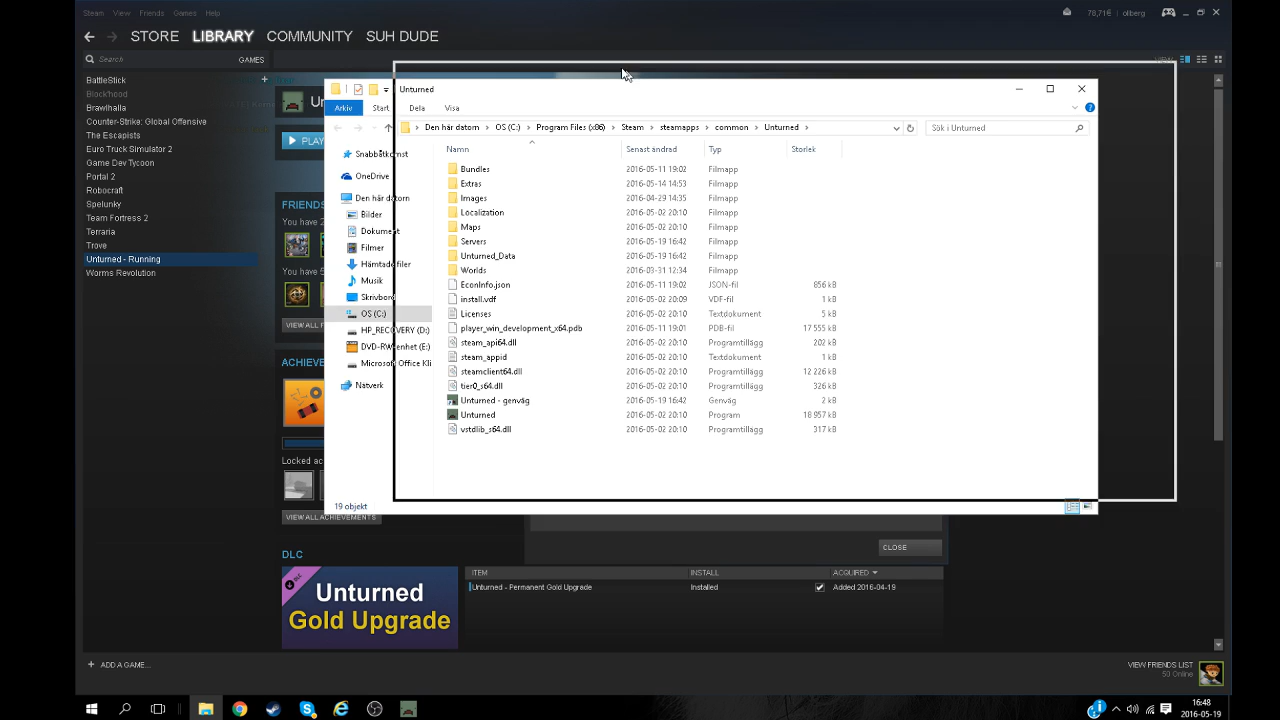 Steam View Friends Games Help
78,71€ ollberg
STORE LIBRARY COMMUNITY SUH DUDE
Search GAMES
BattleStick
Block'hood
Brawlhalla
Counter-Strike: Global Offensive
The Escapists
Euro Truck Simulator 2
Game Dev Tycoon
Portal 2
Robocraft
Spelunky
Team Fortress 2
Terraria
Trove
Unturned - Running
Worms Revolution
Unturned
Arkiv Start Dela Visa
Den här datorn OS (C:) Program Files (x86) Steam steamapps common Unturned
Sök i Unturned
Namn Senast ändrad Typ Storlek
Snabbåtkomst
OneDrive
Den här datorn
Bilder
Dokument
Filmer
Hämtade filer
Musik
Skrivbord
OS (C:)
HP_RECOVERY (D:)
DVD-RW-enhet (E:)
Microsoft Office Kli
Nätverk
Bundles 2016-05-11 19:02 Filmapp
Extras 2016-05-14 14:53 Filmapp
Images 2016-04-29 14:35 Filmapp
Localization 2016-05-02 20:10 Filmapp
Maps 2016-05-02 20:10 Filmapp
Servers 2016-05-19 16:42 Filmapp
Unturned_Data 2016-05-02 20:10 Filmapp
Worlds 2016-03-31 12:34 Filmapp
EconInfo.json 2016-05-11 19:02 JSON-fil 856 kB
install.vdf 2016-05-02 20:09 VDF-fil 1 kB
Licenses 2016-05-02 20:10 Textdokument 5 kB
player_win_development_x64.pdb 2016-05-11 19:01 PDB-fil 17 555 kB
steam_api64.dll 2016-05-02 20:10 Programtillägg 202 kB
steam_appid 2016-05-02 20:10 Textdokument 1 kB
steamclient64.dll 2016-05-02 20:10 Programtillägg 12 226 kB
tier0_s64.dll 2016-05-02 20:10 Programtillägg 326 kB
Unturned - genväg 2016-05-19 16:42 Genväg 2 kB
Unturned 2016-05-02 20:10 Program 18 957 kB
vstdlib_s64.dll 2016-05-02 20:10 Programtillägg 317 kB
19 objekt
Un
PLAY
FRIENDS
You have 2
You have 5
VIEW ALL F
ACHIEVE
Locked ac
VIEW ALL ACHIEVEMENTS
CLOSE
DLC
ITEM INSTALL ACQUIRED
Unturned - Permanent Gold Upgrade Installed Added 2016-04-19
DLC
Unturned
Gold Upgrade
ADD A GAME...
VIEW FRIENDS LIST
50 Online
16:48
2016-05-19